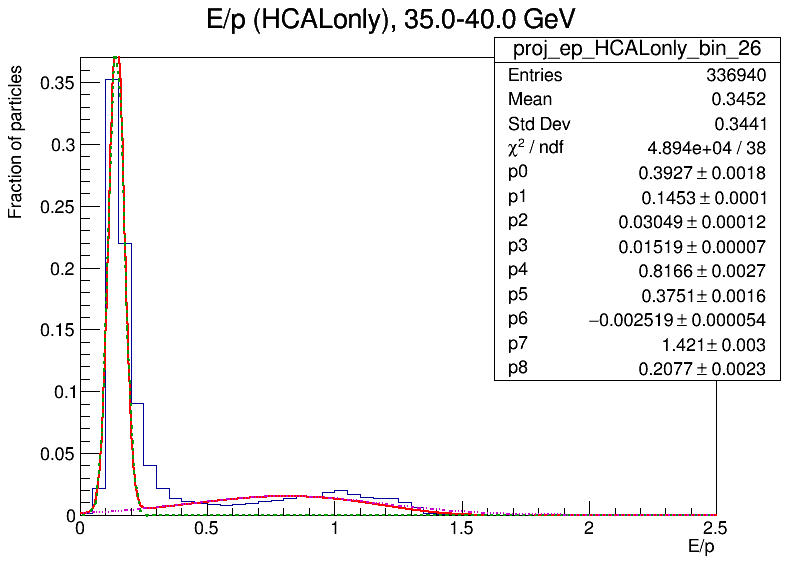 E/p (HCALonly), 35.0-40.0 GeV
proj_ep_HCALonly_bin_26
Entries 336940
Mean 0.3452
Std Dev 0.3441
χ² / ndf 4.894e+04 / 38
p0 0.3927 ± 0.0018
p1 0.1453 ± 0.0001
p2 0.03049 ± 0.00012
p3 0.01519 ± 0.00007
p4 0.8166 ± 0.0027
p5 0.3751 ± 0.0016
p6 −0.002519 ± 0.000054
p7 1.421 ± 0.003
p8 0.2077 ± 0.0023
Fraction of particles
0.35
0.3
0.25
0.2
0.15
0.1
0.05
0
0 0.5 1 1.5 2 2.5
E/p